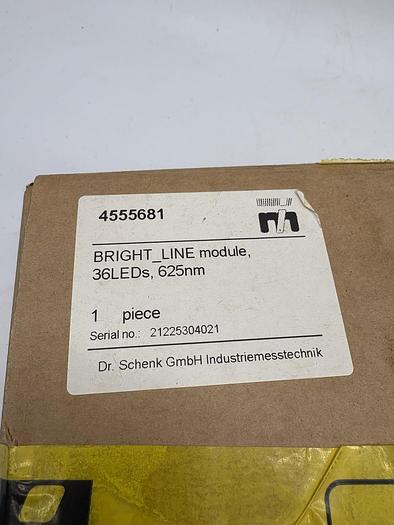 4555681
BRIGHT_LINE module,
36LEDs, 625nm
1 piece
Serial no.: 21225304021
Dr. Schenk GmbH Industriemesstechnik